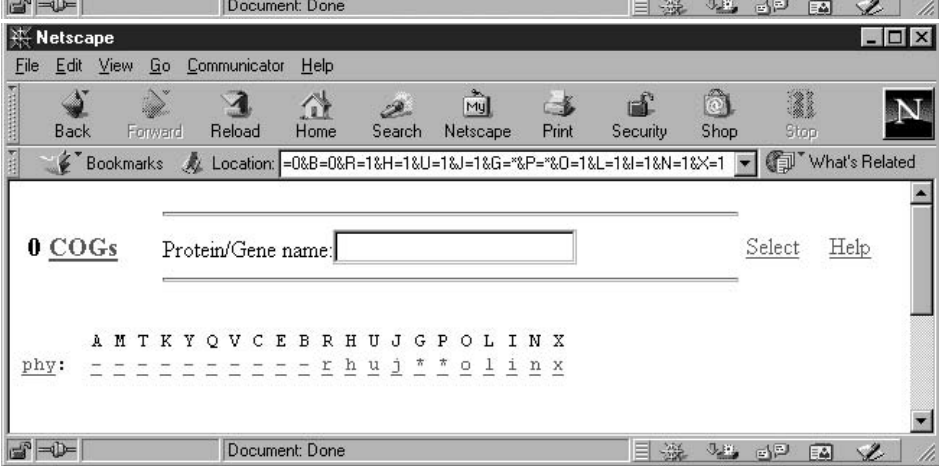 Document: Done
Netscape
File Edit View Go Communicator Help
Back Forward Reload Home Search Netscape Print Security Shop Stop
My
N
Bookmarks Location: =0&B=0&R=1&H=1&U=1&J=1&G=*&P=*&O=1&L=1&I=1&N=1&X=1 What's Related
0 COGs Protein/Gene name: Select Help
A M T K Y Q V C E B R H U J G P O L I N X
phy: - - - - - - - - - - r h u j * * o l i n x
Document: Done